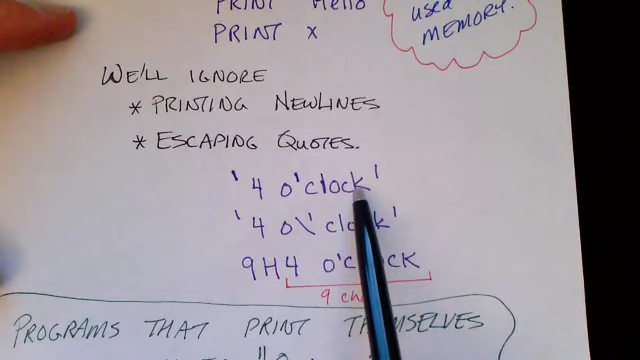 PRINT Hello
PRINT x
used
MEMORY.
WE'LL IGNORE
* PRINTING NEWLINES
* ESCAPING QUOTES.
'4 o'clock'
'4 o\'clock'
9H4 o'clock
9
PROGRAMS THAT PRINT THEMSELVES